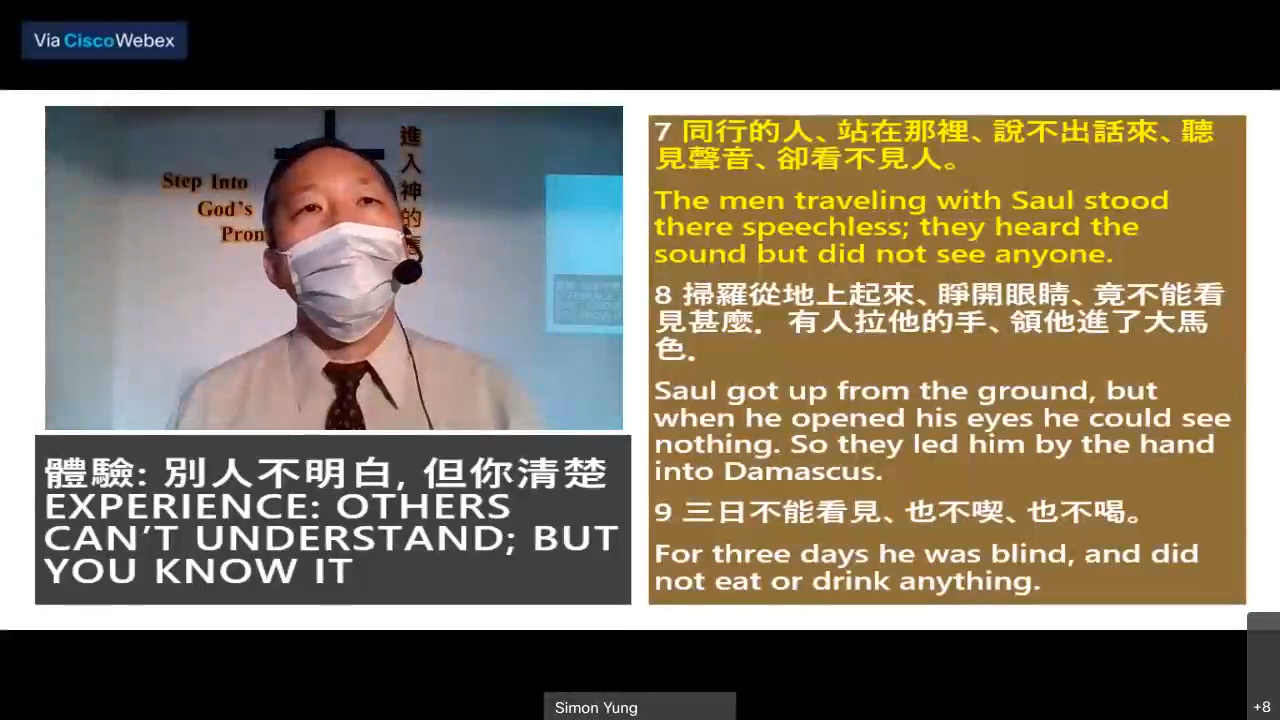 Via CiscoWebex
Step Into
God's
進入神的
體驗: 別人不明白, 但你清楚
EXPERIENCE: OTHERS
CAN'T UNDERSTAND; BUT
YOU KNOW IT
7 同行的人、站在那裡、說不出話來、聽
見聲音、卻看不見人。
The men traveling with Saul stood
there speechless; they heard the
sound but did not see anyone.
8 掃羅從地上起來、睜開眼睛、竟不能看
見甚麼． 有人拉他的手、領他進了大馬
色．
Saul got up from the ground, but
when he opened his eyes he could see
nothing. So they led him by the hand
into Damascus.
9 三日不能看見、也不喫、也不喝。
For three days he was blind, and did
not eat or drink anything.
Simon Yung
+8